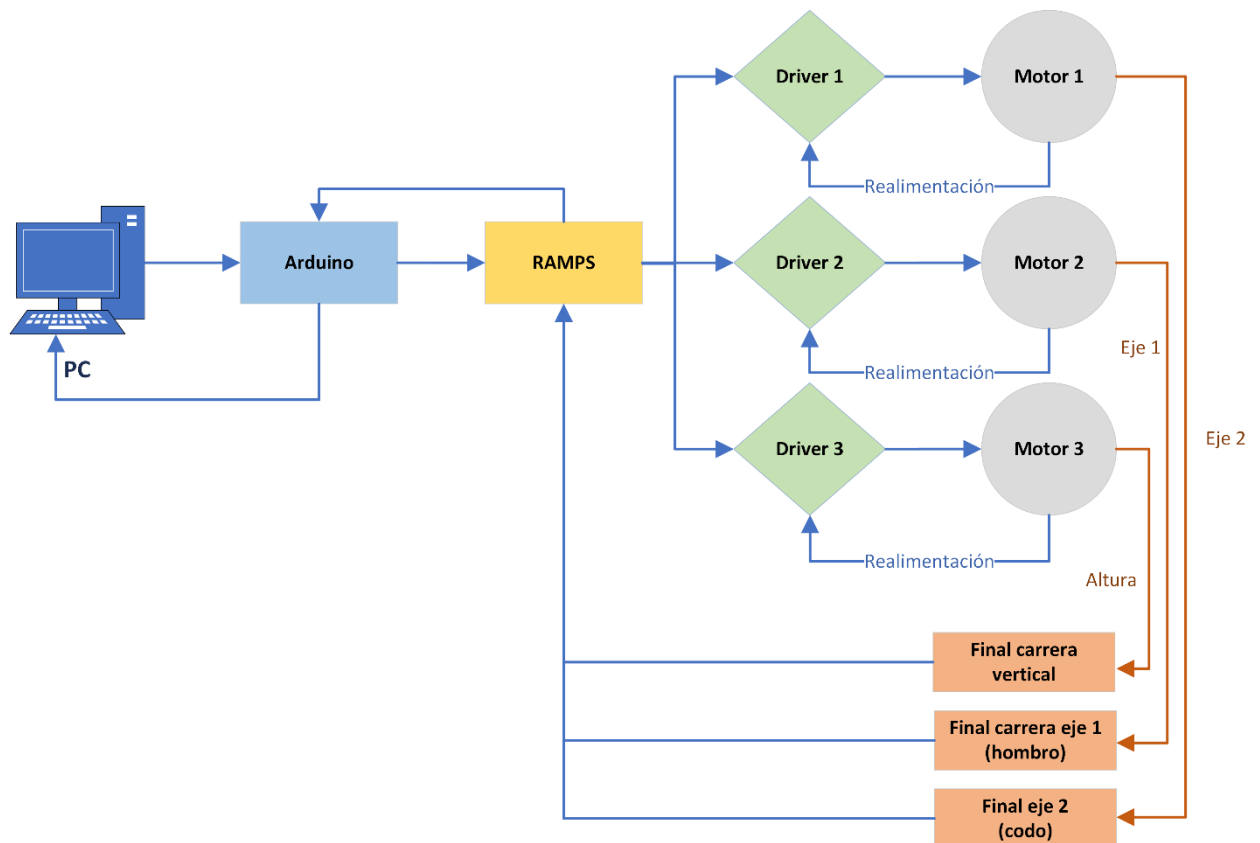 Driver 1
Motor 1
Realimentación
PC
Arduino
RAMPS
Driver 2
Motor 2
Realimentación
Eje 1
Eje 2
Driver 3
Motor 3
Realimentación
Altura
Final carrera
vertical
Final carrera eje 1
(hombro)
Final eje 2
(codo)